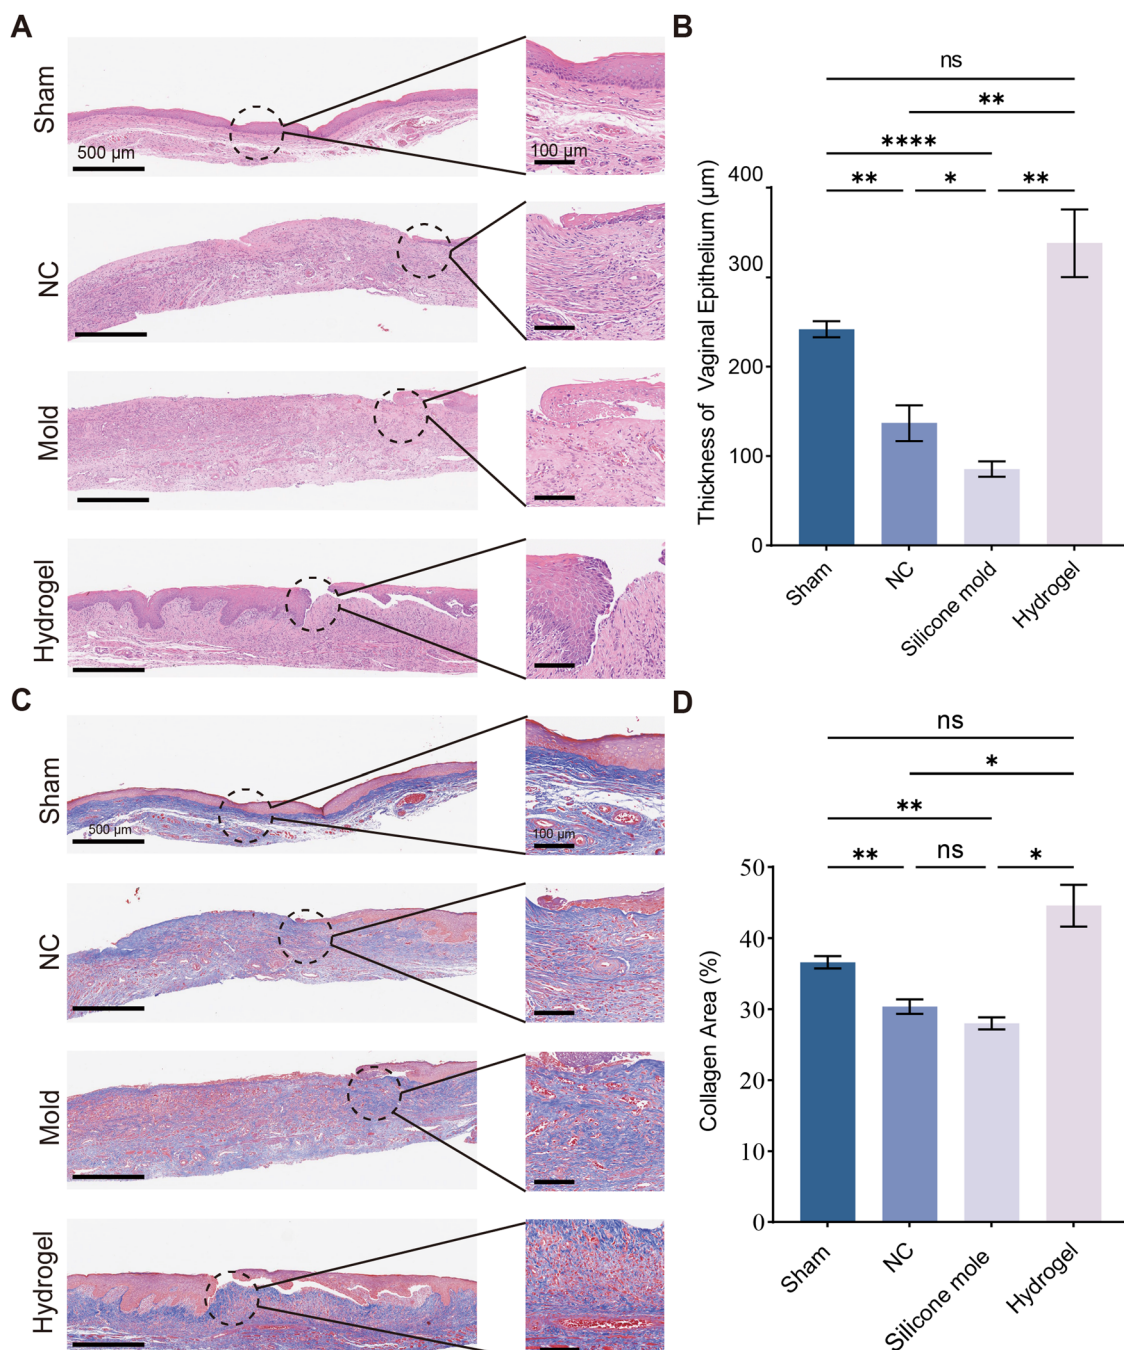 A
Sham
500 µm
100 µm
NC
Mold
Hydrogel
B
ns
**
****
** * **
Thickness of Vaginal Epithelium (µm)
400
300
200
100
0
Sham
NC
Silicone mold
Hydrogel
C
Sham
500 µm
100 µm
NC
Mold
Hydrogel
D
ns
*
**
** ns *
Collagen Area (%)
50
40
30
20
10
0
Sham
NC
Silicone mole
Hydrogel